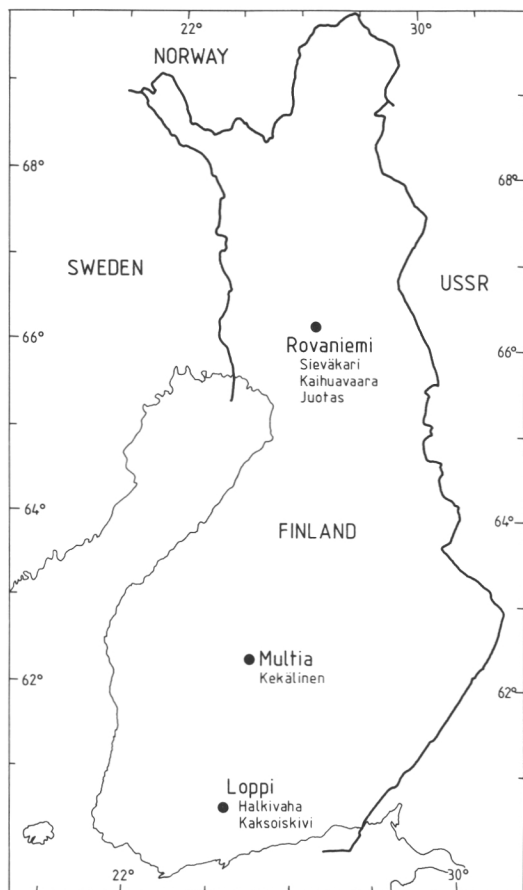 22° 30°
NORWAY
68° 68°
SWEDEN USSR
66° 66°
Rovaniemi
Sieväkari
Kaihuavaara
Juotas
64° 64°
FINLAND
Multia
Kekälinen
62° 62°
Loppi
Halkivaha
Kaksoiskivi
22° 30°